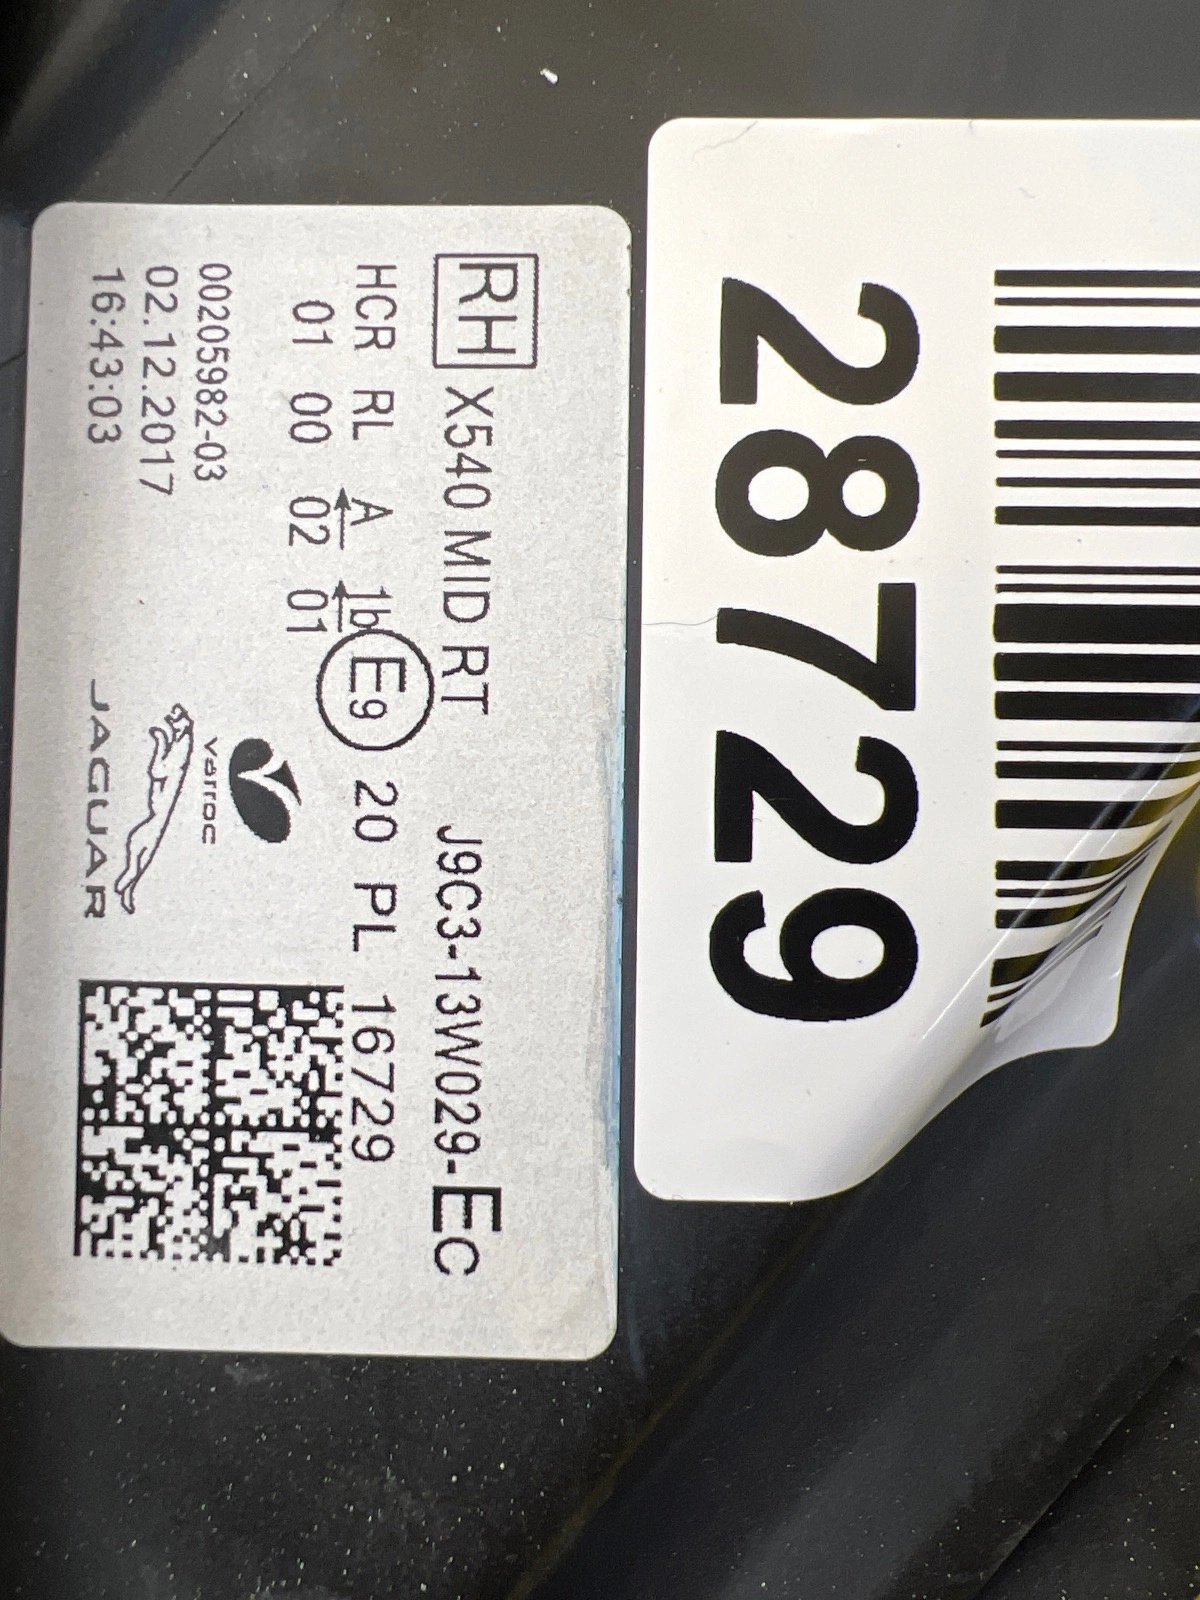 RH X540 MID RT J9C3-13W029-EC
HCR RL A 1b E9 20 PL 16729
01 00 02 01
00205982-03
02.12.2017
16:43:03
varroc
JAGUAR
28729